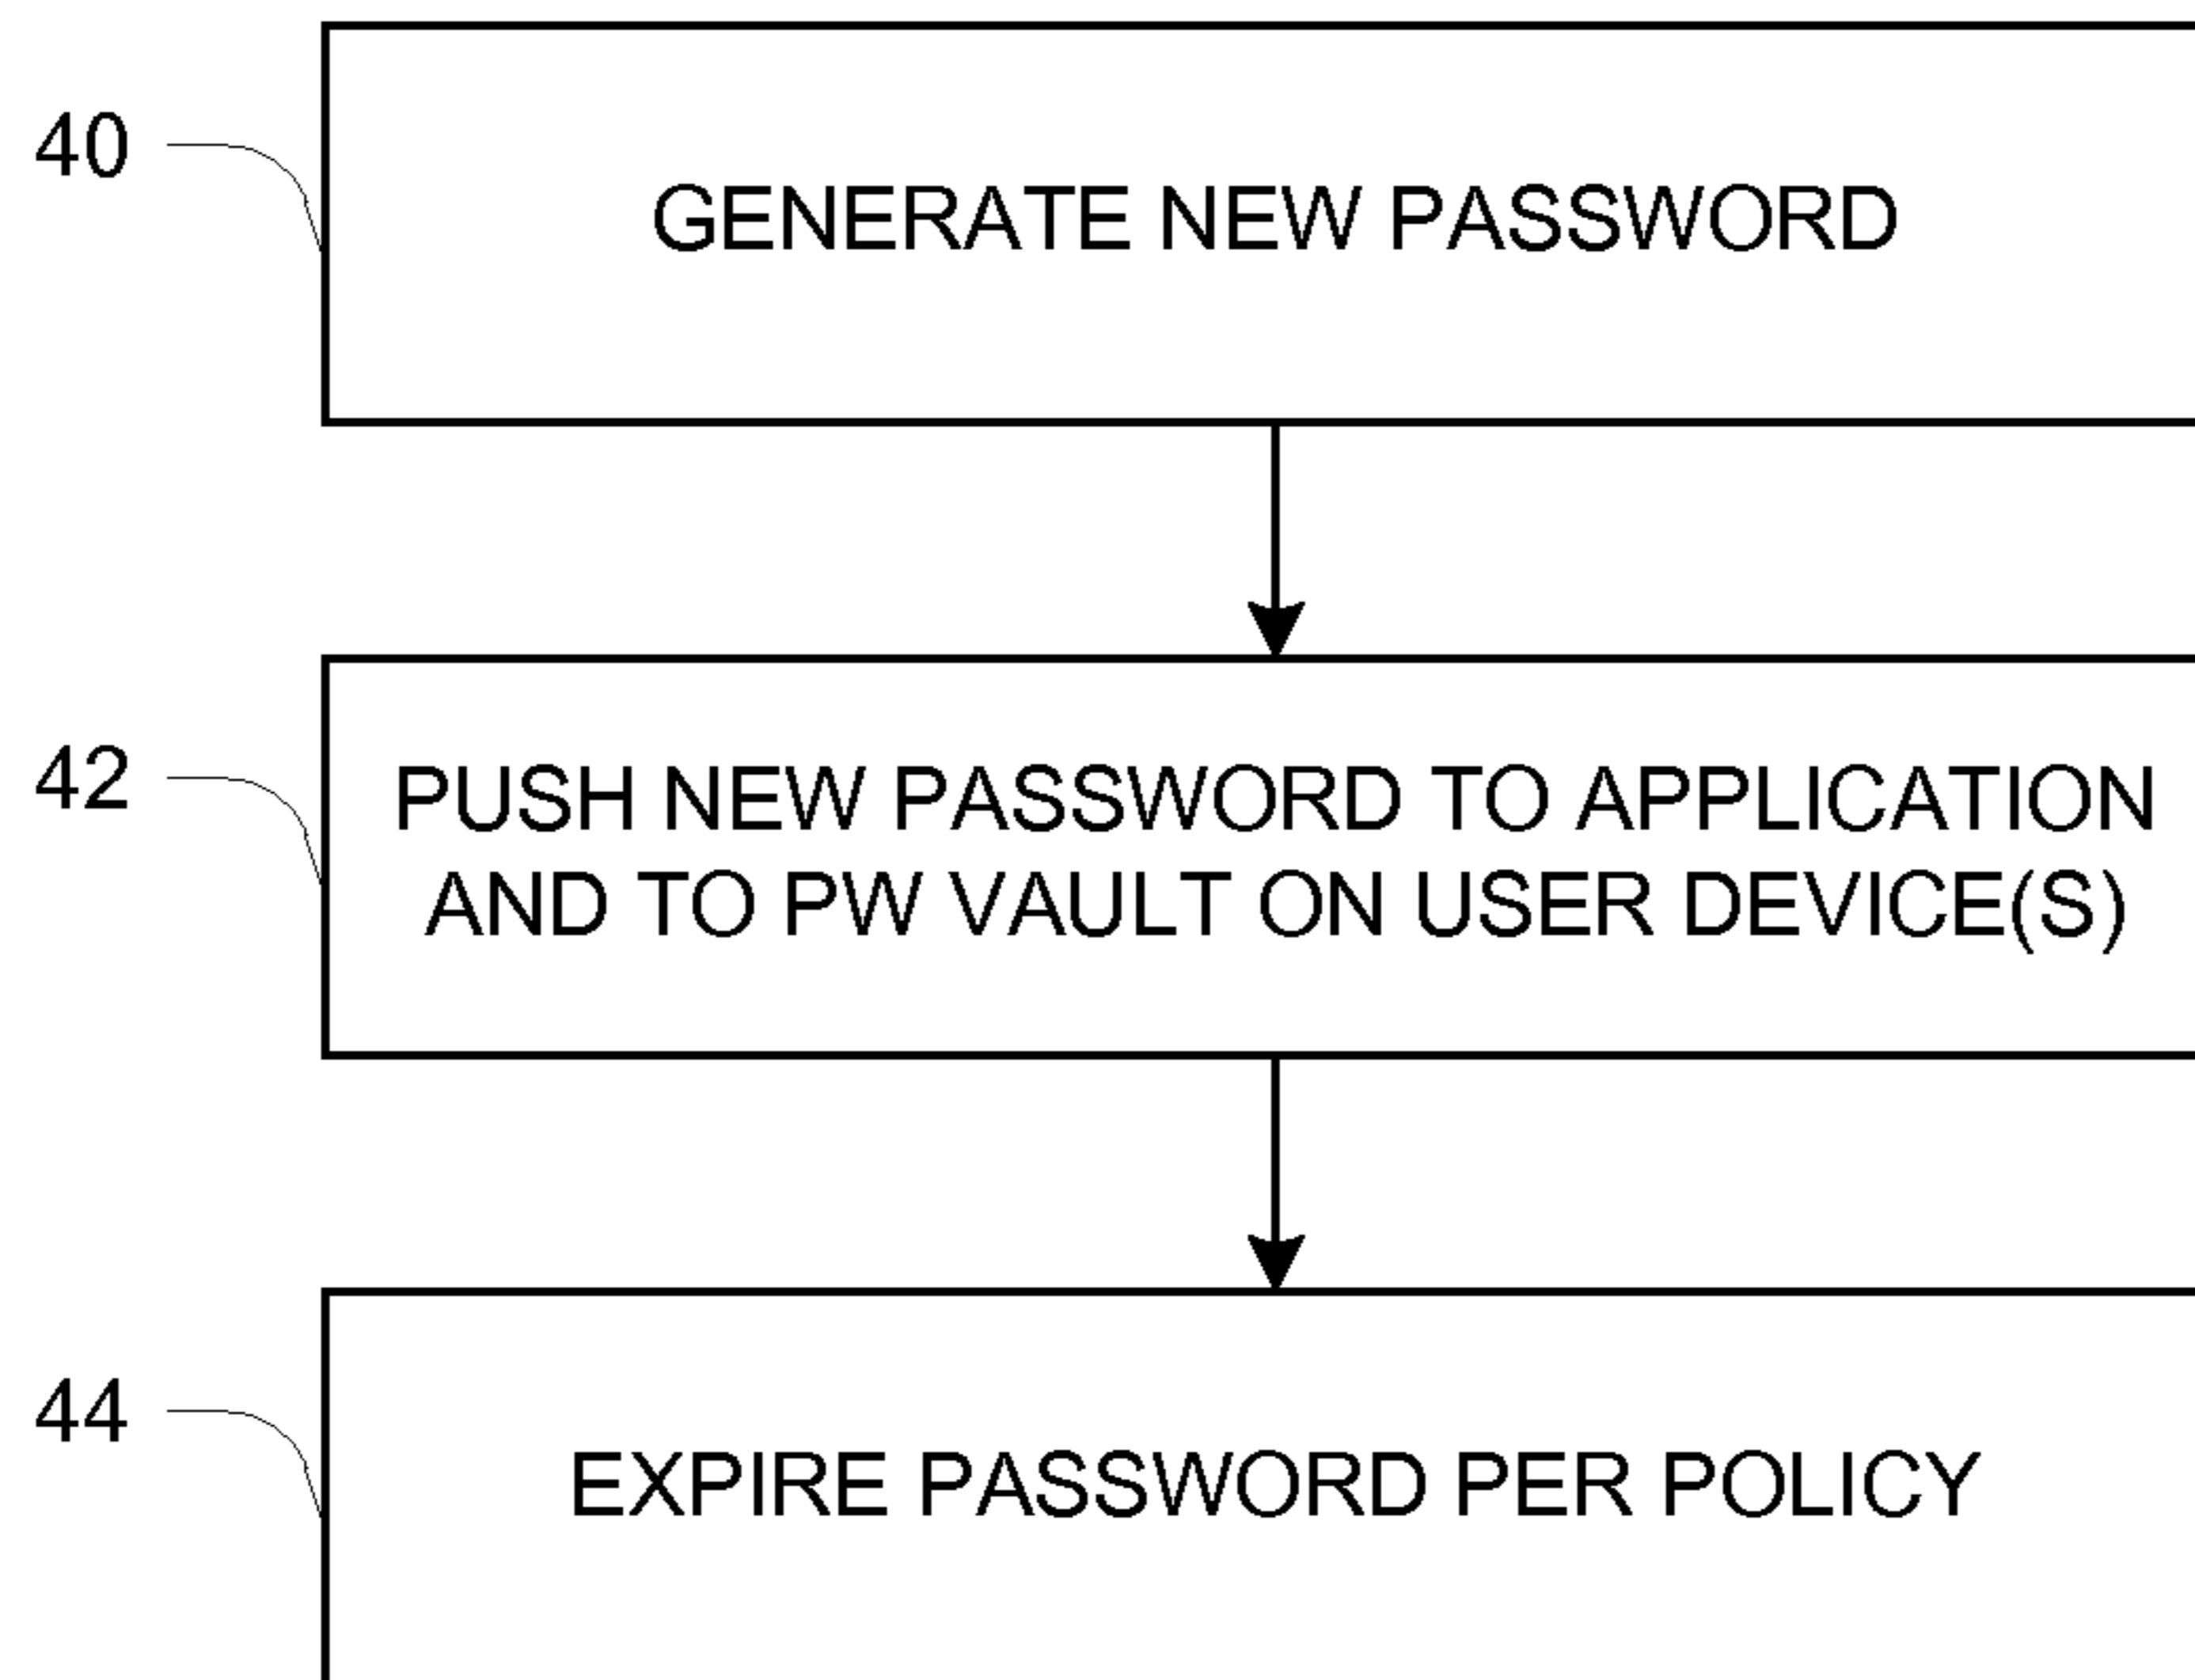 40
GENERATE NEW PASSWORD
42
PUSH NEW PASSWORD TO APPLICATION
AND TO PW VAULT ON USER DEVICE(S)
44
EXPIRE PASSWORD PER POLICY